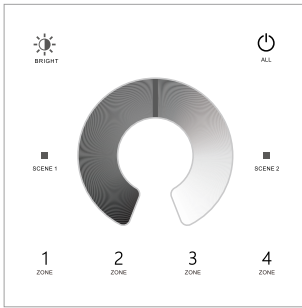 BRIGHT
ALL
SCENE 1
SCENE 2
1 2 3 4
ZONE ZONE ZONE ZONE